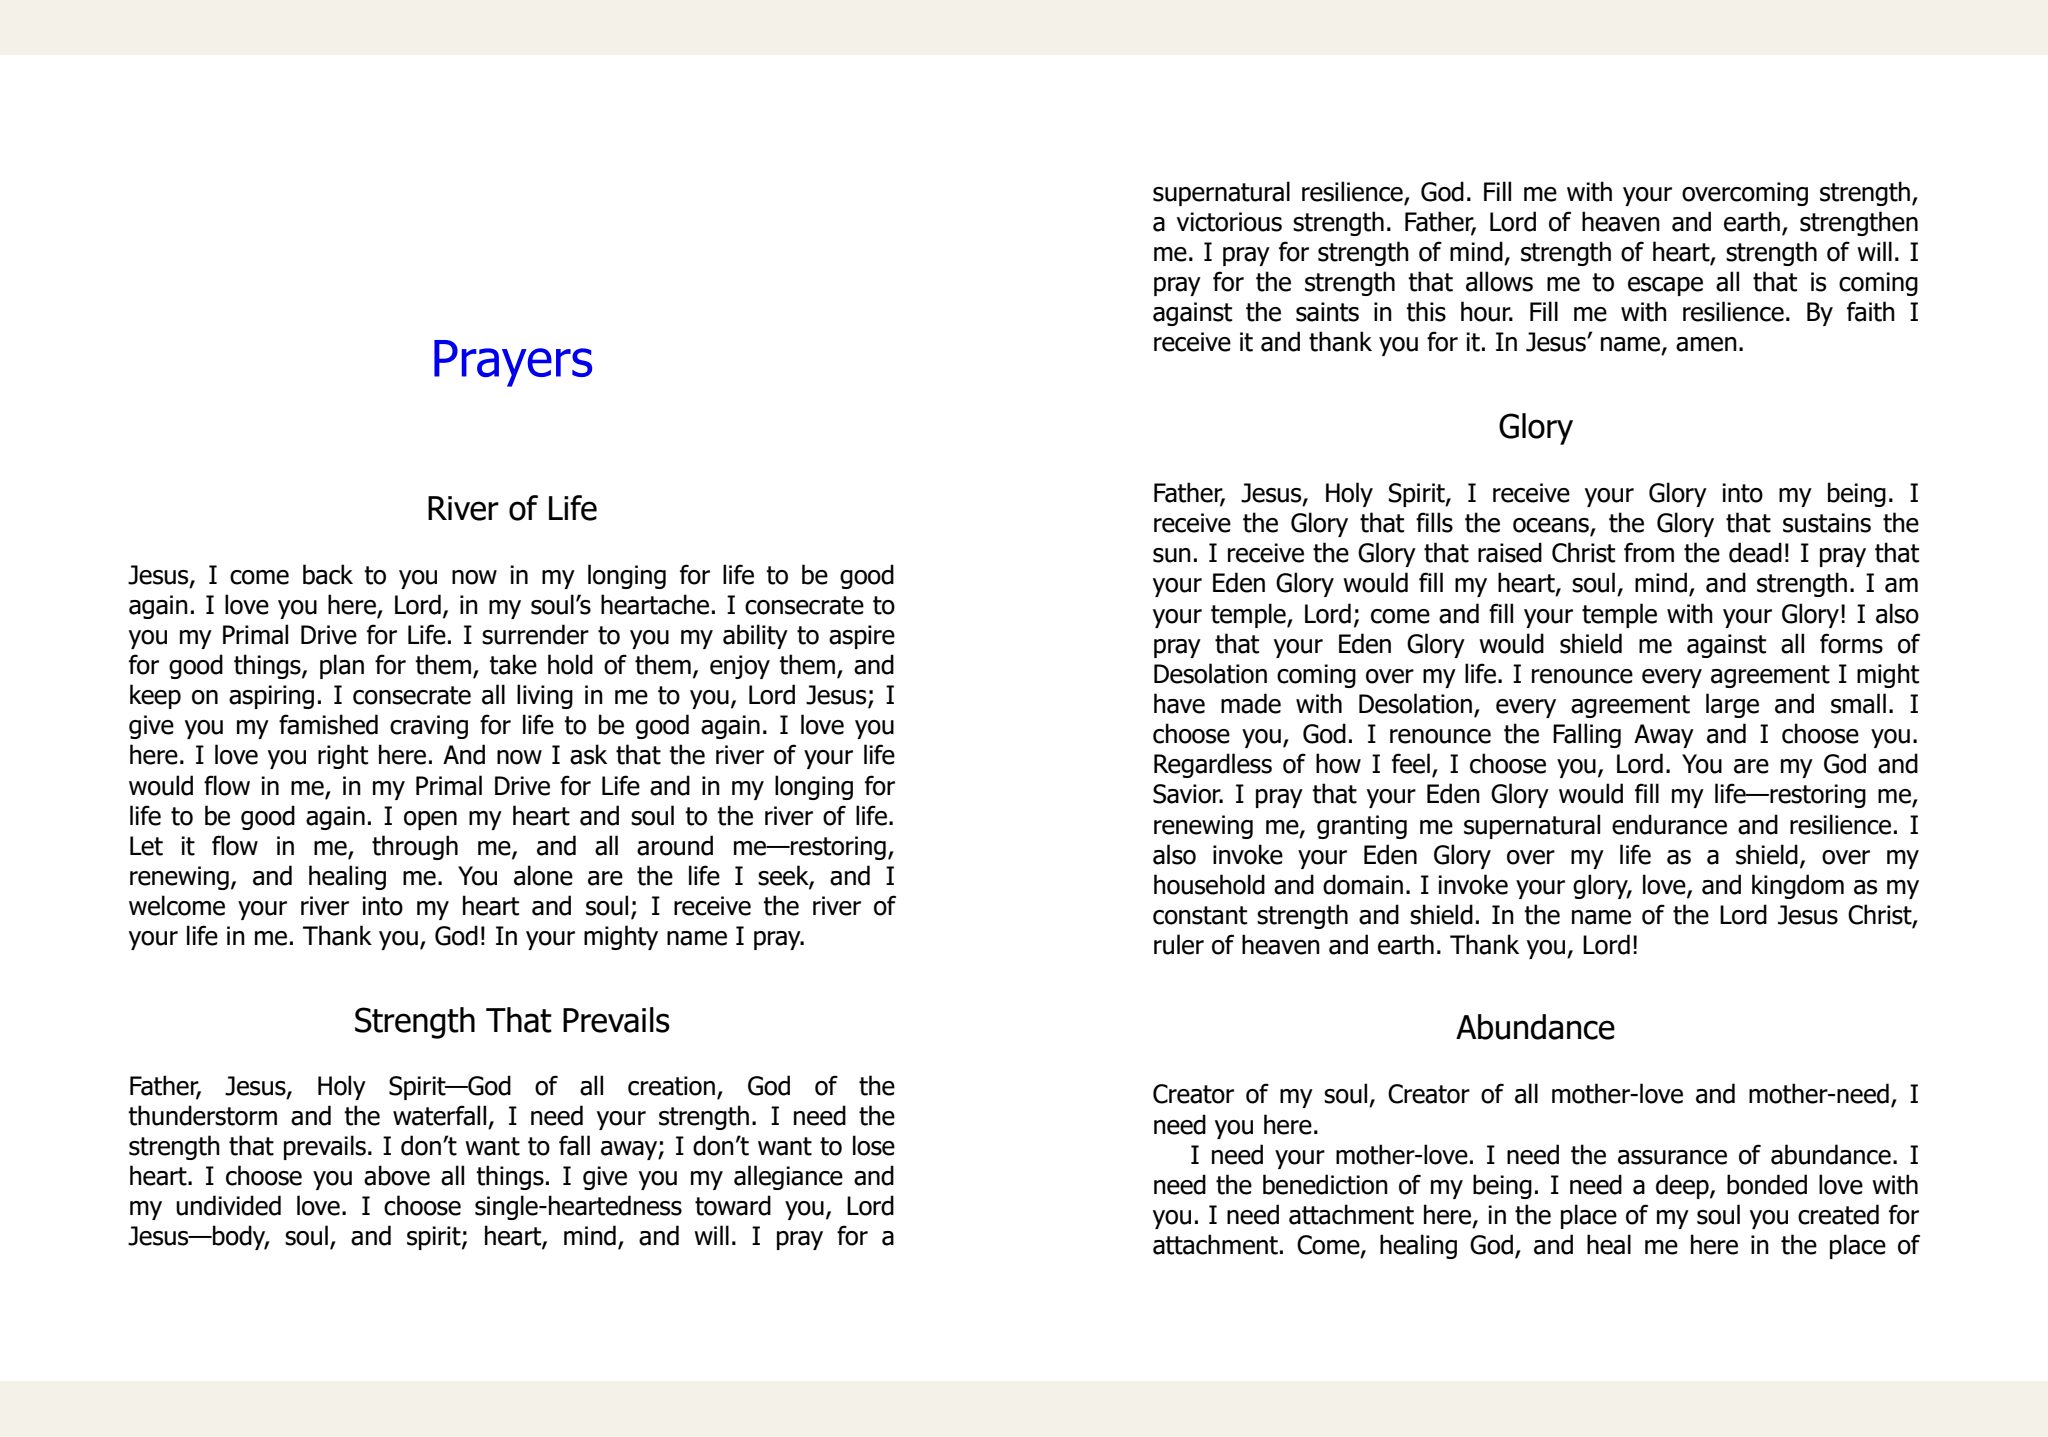 Prayers
River of Life
Jesus, I come back to you now in my longing for life to be good
again. I love you here, Lord, in my soul’s heartache. I consecrate to
you my Primal Drive for Life. I surrender to you my ability to aspire
for good things, plan for them, take hold of them, enjoy them, and
keep on aspiring. I consecrate all living in me to you, Lord Jesus; I
give you my famished craving for life to be good again. I love you
here. I love you right here. And now I ask that the river of your life
would flow in me, in my Primal Drive for Life and in my longing for
life to be good again. I open my heart and soul to the river of life.
Let it flow in me, through me, and all around me—restoring,
renewing, and healing me. You alone are the life I seek, and I
welcome your river into my heart and soul; I receive the river of
your life in me. Thank you, God! In your mighty name I pray.
Strength That Prevails
Father, Jesus, Holy Spirit—God of all creation, God of the
thunderstorm and the waterfall, I need your strength. I need the
strength that prevails. I don’t want to fall away; I don’t want to lose
heart. I choose you above all things. I give you my allegiance and
my undivided love. I choose single-heartedness toward you, Lord
Jesus—body, soul, and spirit; heart, mind, and will. I pray for a
supernatural resilience, God. Fill me with your overcoming strength,
a victorious strength. Father, Lord of heaven and earth, strengthen
me. I pray for strength of mind, strength of heart, strength of will. I
pray for the strength that allows me to escape all that is coming
against the saints in this hour. Fill me with resilience. By faith I
receive it and thank you for it. In Jesus’ name, amen.
Glory
Father, Jesus, Holy Spirit, I receive your Glory into my being. I
receive the Glory that fills the oceans, the Glory that sustains the
sun. I receive the Glory that raised Christ from the dead! I pray that
your Eden Glory would fill my heart, soul, mind, and strength. I am
your temple, Lord; come and fill your temple with your Glory! I also
pray that your Eden Glory would shield me against all forms of
Desolation coming over my life. I renounce every agreement I might
have made with Desolation, every agreement large and small. I
choose you, God. I renounce the Falling Away and I choose you.
Regardless of how I feel, I choose you, Lord. You are my God and
Savior. I pray that your Eden Glory would fill my life—restoring me,
renewing me, granting me supernatural endurance and resilience. I
also invoke your Eden Glory over my life as a shield, over my
household and domain. I invoke your glory, love, and kingdom as my
constant strength and shield. In the name of the Lord Jesus Christ,
ruler of heaven and earth. Thank you, Lord!
Abundance
Creator of my soul, Creator of all mother-love and mother-need, I
need you here.
I need your mother-love. I need the assurance of abundance. I
need the benediction of my being. I need a deep, bonded love with
you. I need attachment here, in the place of my soul you created for
attachment. Come, healing God, and heal me here in the place of